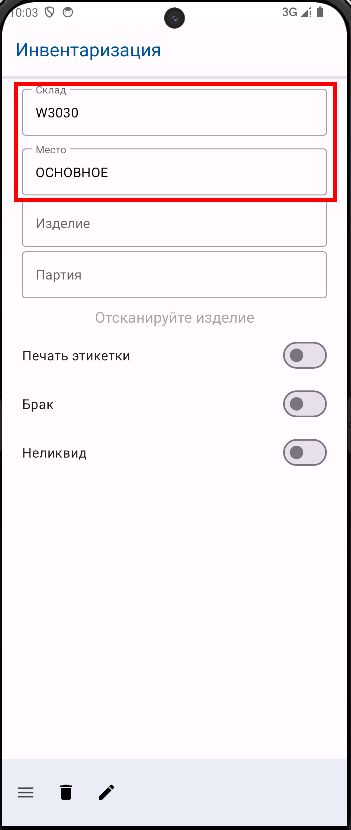 10:03 3G
Инвентаризация
Склад
W3030
Место
ОСНОВНОЕ
Изделие
Партия
Отсканируйте изделие
Печать этикетки
Брак
Неликвид